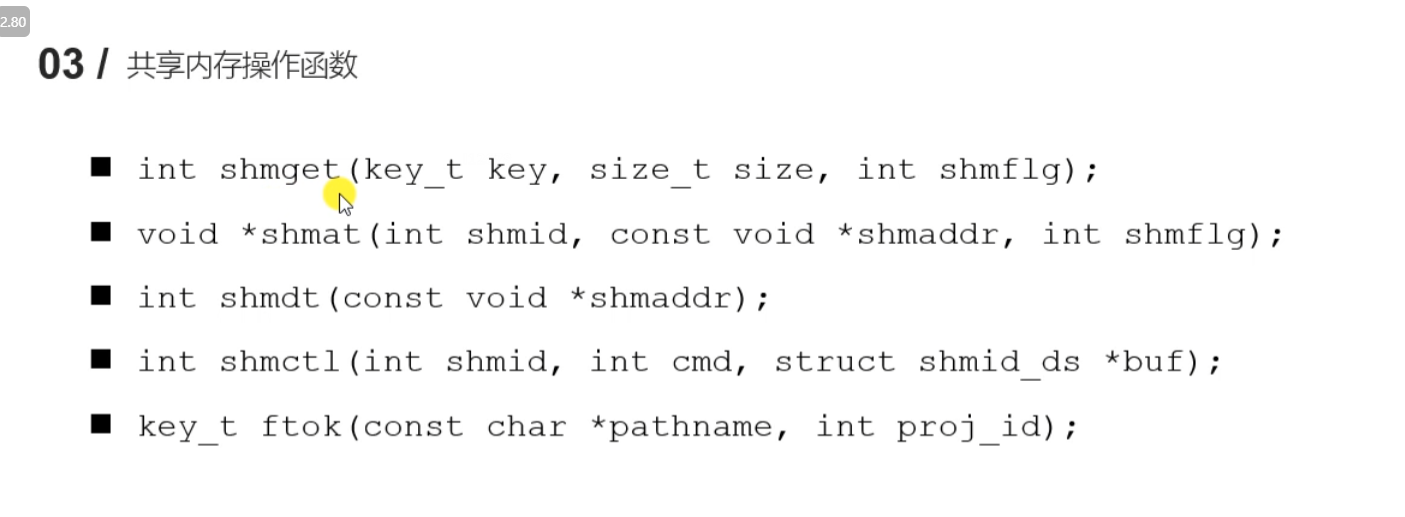 2.80
03 / 共享内存操作函数
■ int shmget(key_t key, size_t size, int shmflg);
■ void *shmat(int shmid, const void *shmaddr, int shmflg);
■ int shmdt(const void *shmaddr);
■ int shmctl(int shmid, int cmd, struct shmid_ds *buf);
■ key_t ftok(const char *pathname, int proj_id);